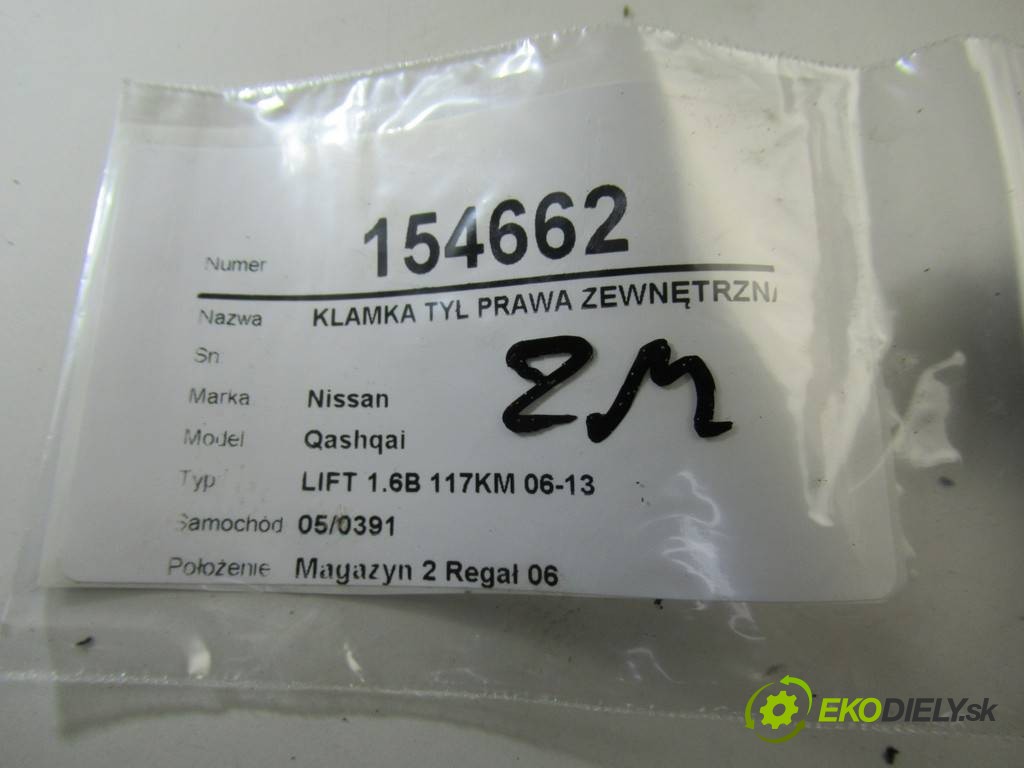 Numer 154662
Nazwa KLAMKA TYŁ PRAWA ZEWNĘTRZNA
Sn
Marka Nissan
Model Qashqai
Typ LIFT 1.6B 117KM 06-13
Samochód 05/0391
Położenie Magazyn 2 Regał 06
ZM
EKODIELY.sk